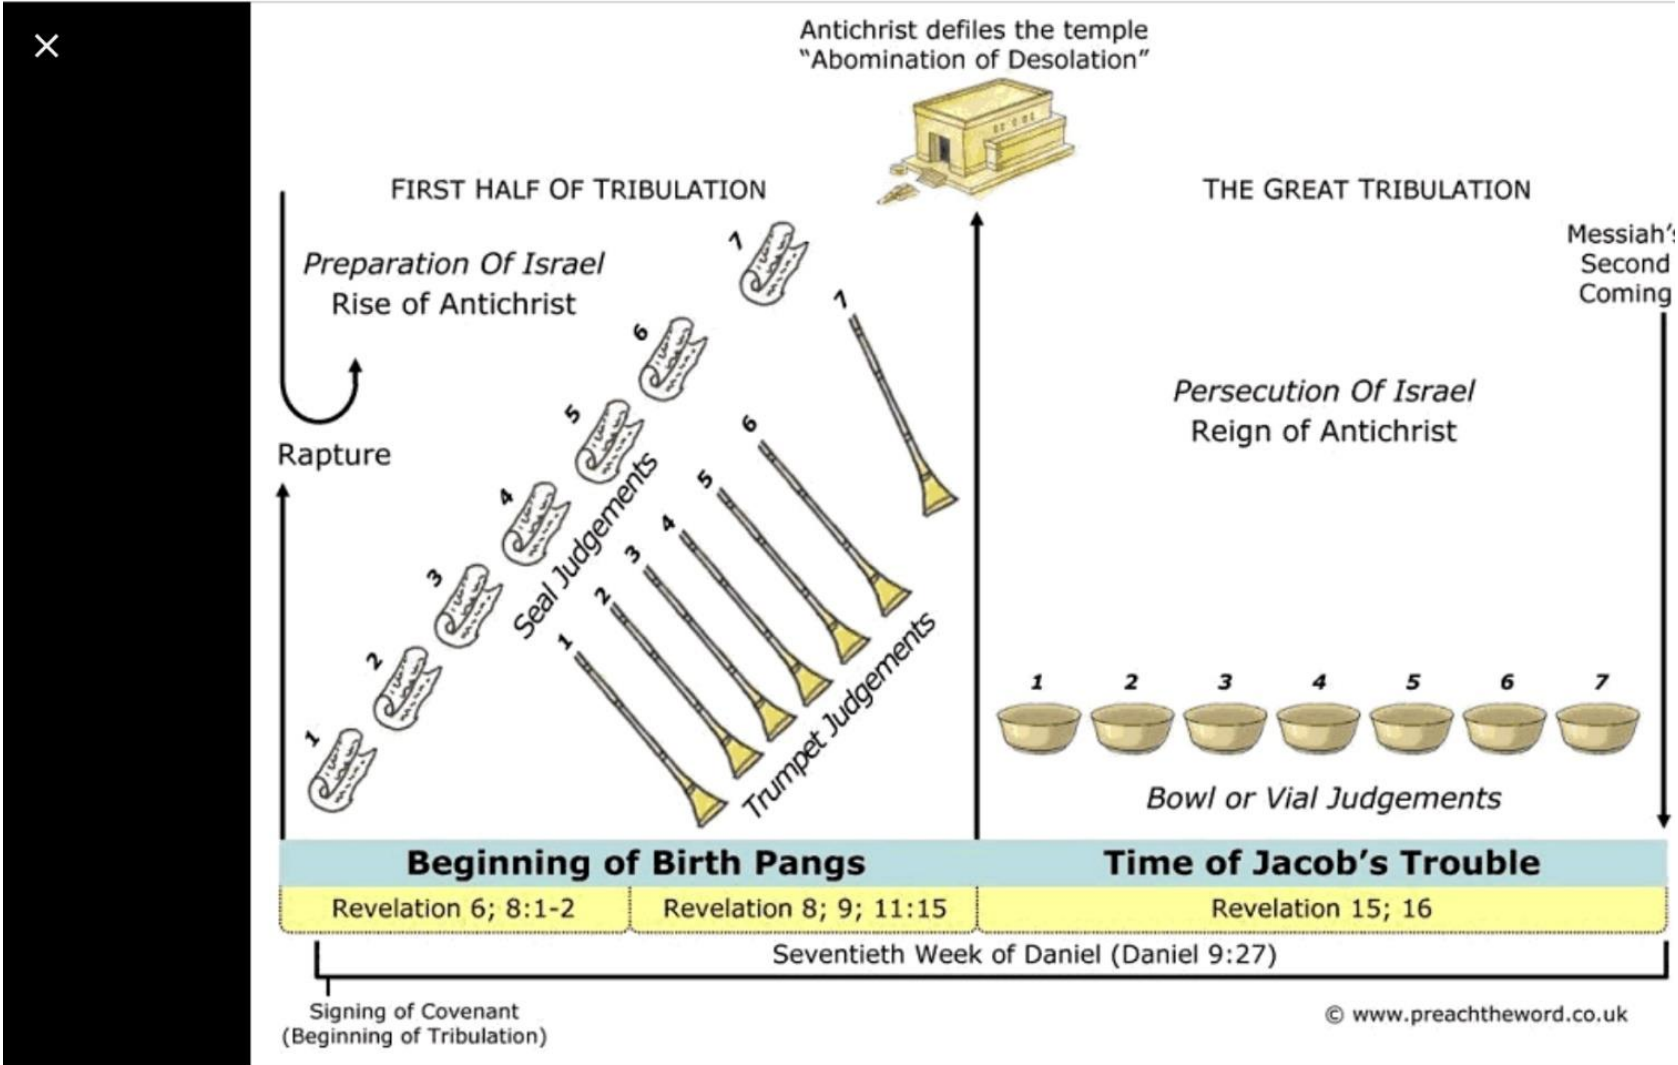 Antichrist defiles the temple
“Abomination of Desolation”
FIRST HALF OF TRIBULATION
THE GREAT TRIBULATION
Preparation Of Israel
Rise of Antichrist
Messiah's
Second
Coming
Persecution Of Israel
Reign of Antichrist
Rapture
1
2
3
4
5
6
7
Seal Judgements
1
2
3
4
5
6
7
Trumpet Judgements
1 2 3 4 5 6 7
Bowl or Vial Judgements
Beginning of Birth Pangs
Time of Jacob's Trouble
Revelation 6; 8:1-2
Revelation 8; 9; 11:15
Revelation 15; 16
Seventieth Week of Daniel (Daniel 9:27)
Signing of Covenant
(Beginning of Tribulation)
© www.preachtheword.co.uk